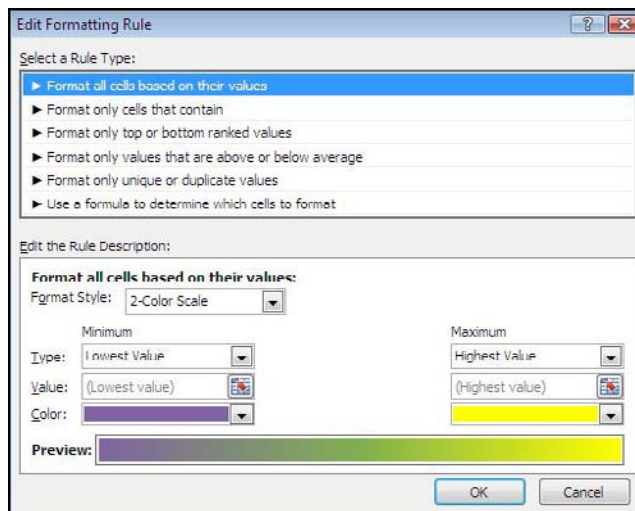 Edit Formatting Rule
Select a Rule Type:
► Format all cells based on their values
► Format only cells that contain
► Format only top or bottom ranked values
► Format only values that are above or below average
► Format only unique or duplicate values
► Use a formula to determine which cells to format
Edit the Rule Description:
Format all cells based on their values:
Format Style: 2-Color Scale
Minimum Maximum
Type: Lowest Value Highest Value
Value: (Lowest value) (Highest value)
Color:
Preview:
OK Cancel